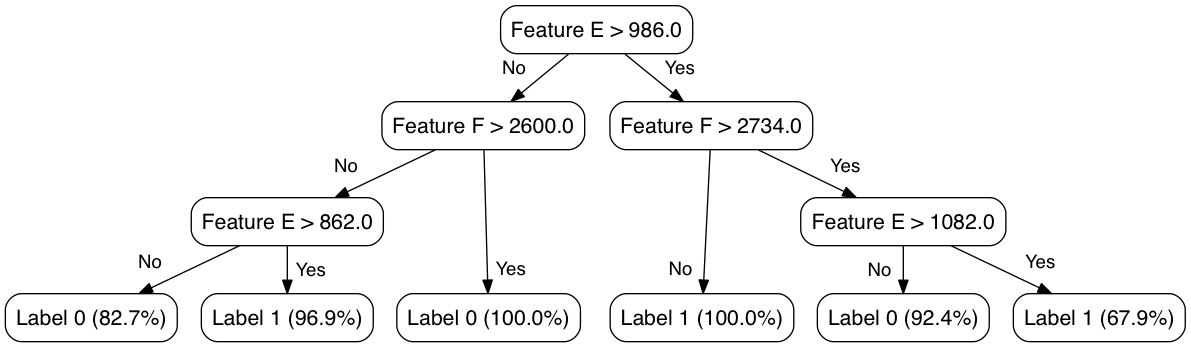 Feature E > 986.0
No
Yes
Feature F > 2600.0
Feature F > 2734.0
No
Yes
Feature E > 862.0
Feature E > 1082.0
No
Yes
Yes
No
No
Yes
Label 0 (82.7%)
Label 1 (96.9%)
Label 0 (100.0%)
Label 1 (100.0%)
Label 0 (92.4%)
Label 1 (67.9%)